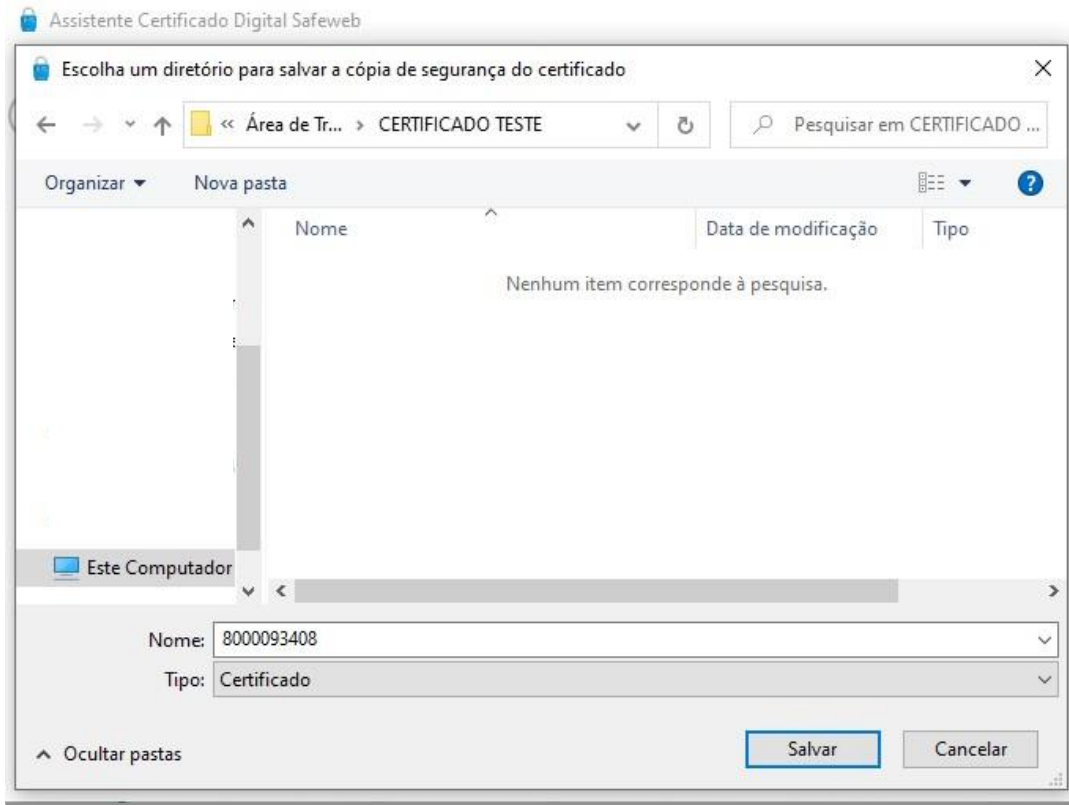 Assistente Certificado Digital Safeweb
Escolha um diretório para salvar a cópia de segurança do certificado
« Área de Tr... › CERTIFICADO TESTE
Pesquisar em CERTIFICADO ...
Organizar Nova pasta
Nome Data de modificação Tipo
Nenhum item corresponde à pesquisa.
Este Computador
Nome: 8000093408
Tipo: Certificado
Ocultar pastas Salvar Cancelar